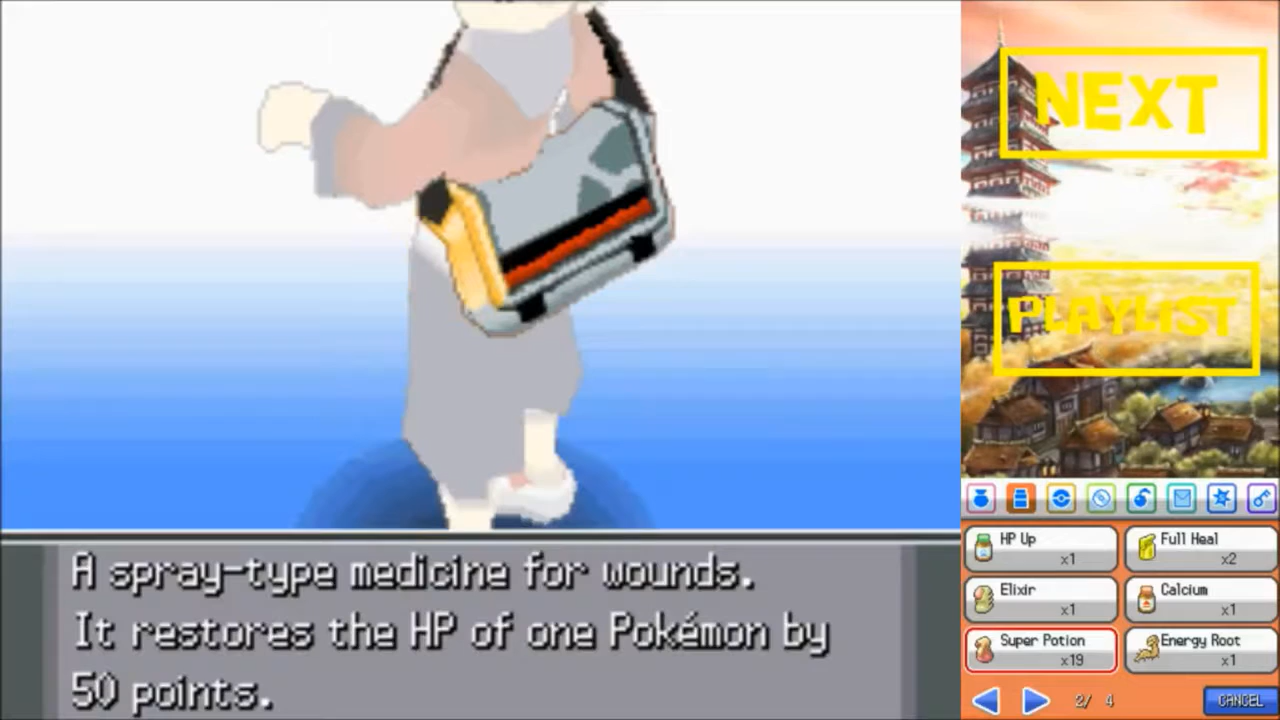 NEXT
PLAYLIST
HP Up
x1
Full Heal
x2
Elixir
x1
Calcium
x1
Super Potion
x19
Energy Root
x1
2/ 4
CANCEL
A spray-type medicine for wounds.
It restores the HP of one Pokémon by
50 points.